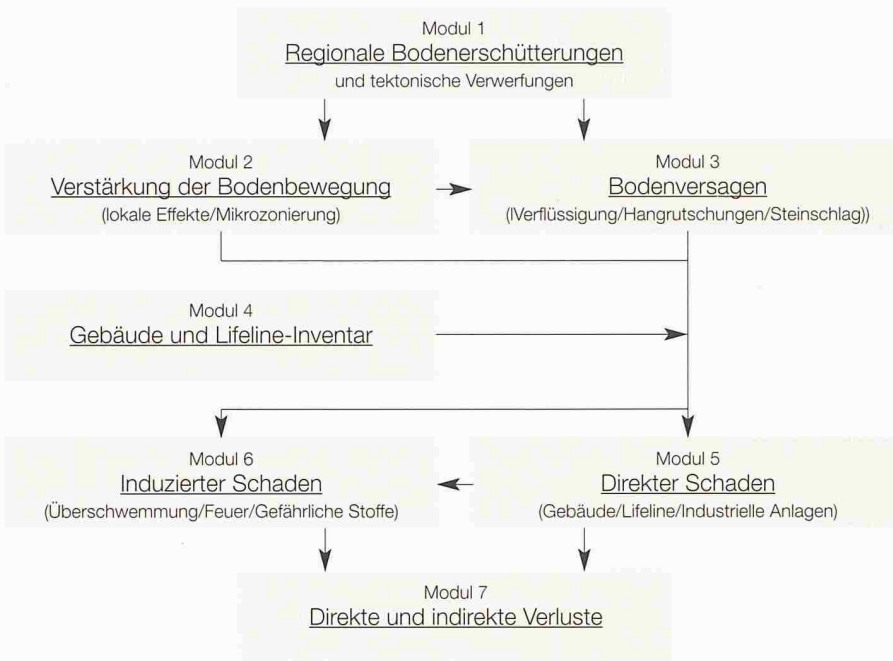 Modul 1
Regionale Bodenerschütterungen
und tektonische Verwerfungen
Modul 2
Verstärkung der Bodenbewegung
(lokale Effekte/Mikrozonierung)
Modul 3
Bodenversagen
(lVerflüssigung/Hangrutschungen/Steinschlag))
Modul 4
Gebäude und Lifeline-Inventar
Modul 6
Induzierter Schaden
(Überschwemmung/Feuer/Gefährliche Stoffe)
Modul 5
Direkter Schaden
(Gebäude/Lifeline/Industrielle Anlagen)
Modul 7
Direkte und indirekte Verluste